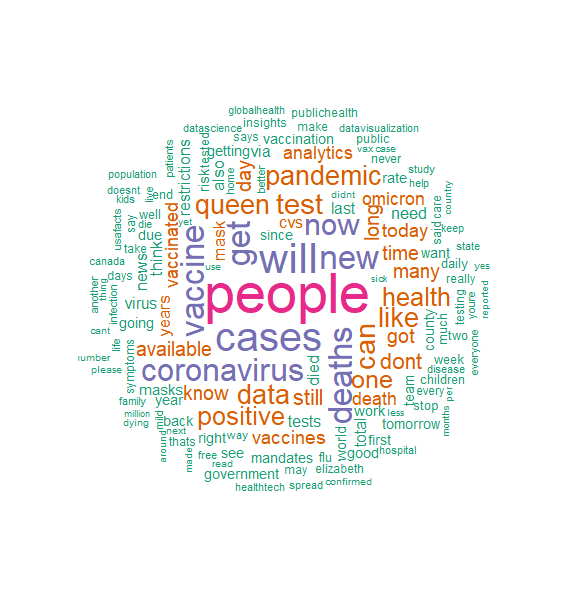 globalhealth
insights
publichealth
datascience
says
make
datavisualization
vaccination
public
gettingvia
analytics
vax case
never
patients
risk
tested
restrictions
also
day
home
better
pandemic
rate
study
help
population
doesnt
kids
live
end
didnt
omicron
country
usafacts
say
well
die
yet
queen test
last
long
need
said
care
keep
due
vaccinated
mask
get
cvs
now
today
take
news
thinke
since
time
want
state
canada
days
vaccine
will
new
many
daily
yes
really
another
thing
infection
virus
years
use
people
sick
health
testing
youre
reported
cant
going
like
county
much
number
life
available
cases
can
got
two
everyone
please
symptoms
coronavirus
died
deaths
dont
week
disease
masks
know
data
still
one
death
team
children
every
family
year
million
dying
mild
back
positive
tests
work
less
stop
months
per
next
around
thats
made
right
way
vaccines
world
total
first
tomorrow
free
see
mandates
flu
good
hospital
read
government
may
elizabeth
healthtech
spread
confirmed